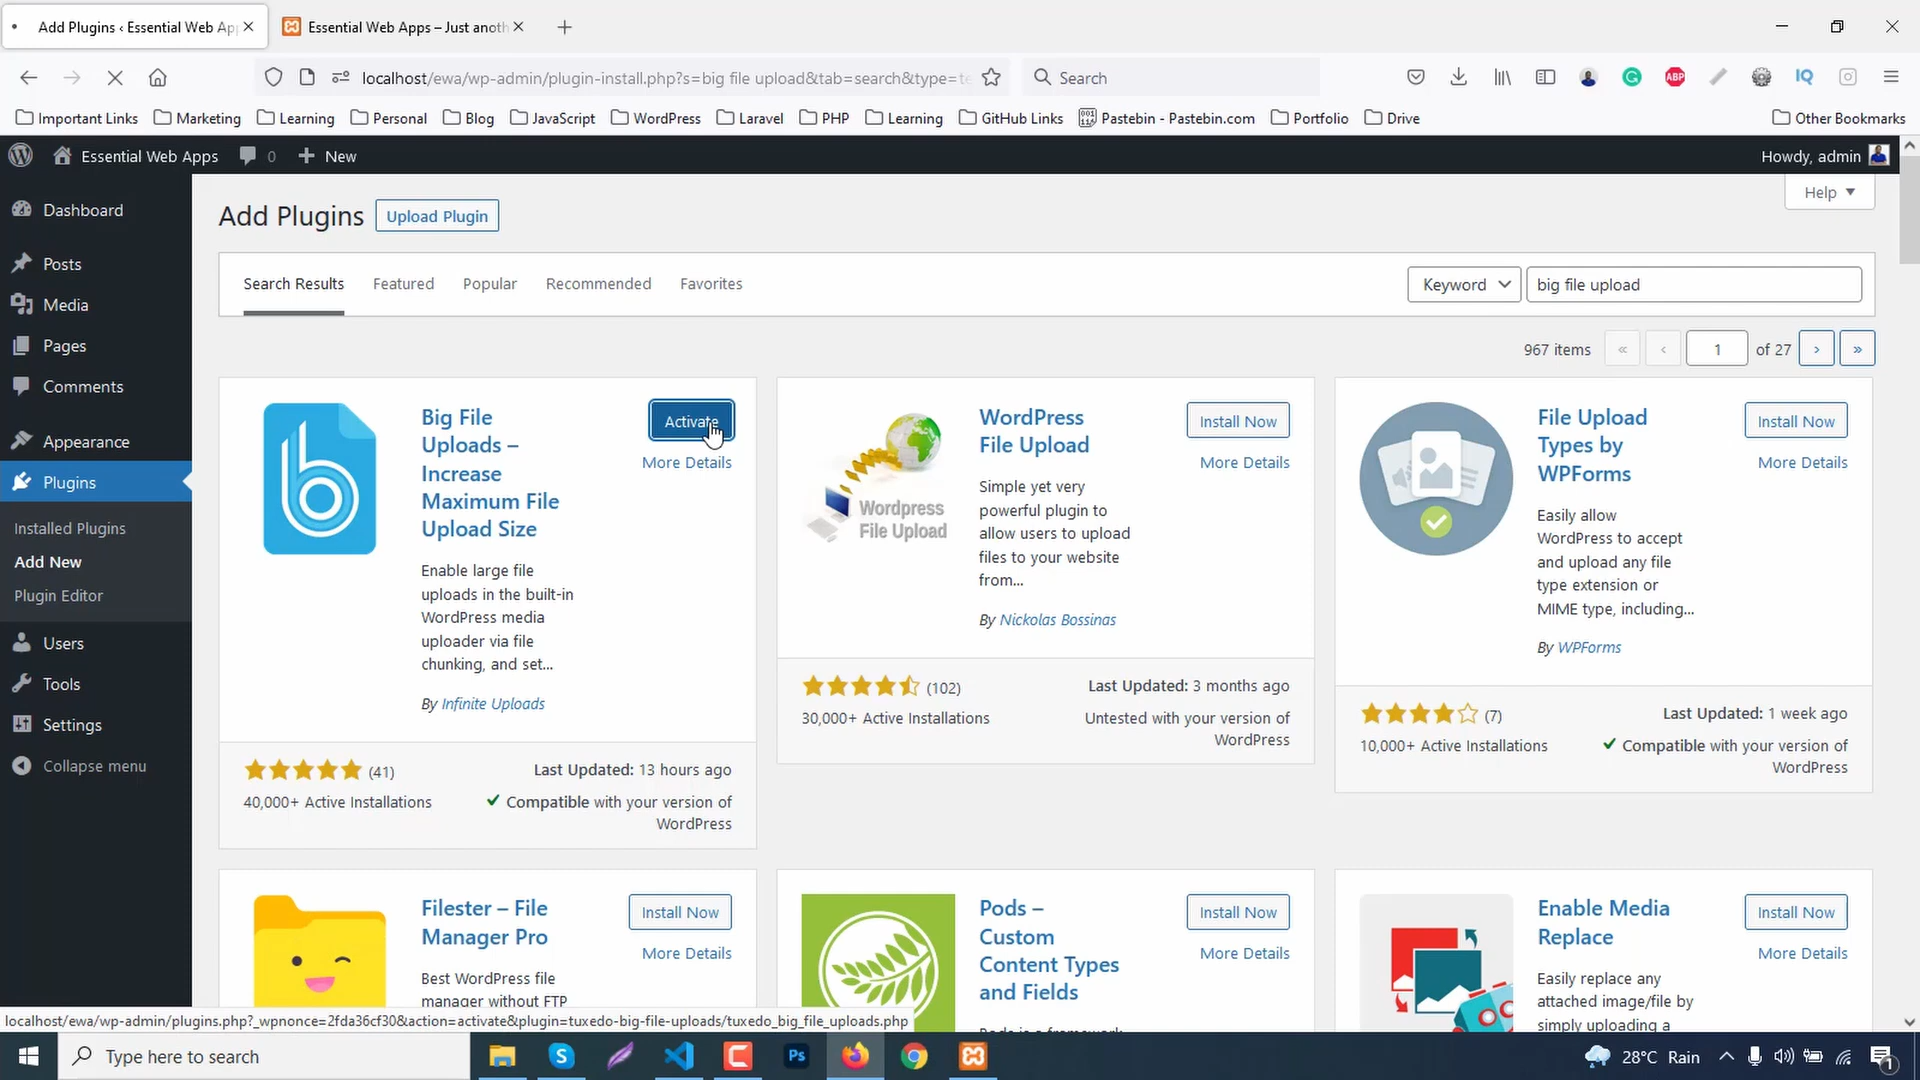 Add Plugins ‹ Essential Web Ap
Essential Web Apps – Just anoth
localhost/ewa/wp-admin/plugin-install.php?s=big file upload&tab=search&type=te
Search
ABP
IQ
Important Links
Marketing
Learning
Personal
Blog
JavaScript
WordPress
Laravel
PHP
Learning
GitHub Links
Pastebin - Pastebin.com
Portfolio
Drive
Other Bookmarks
Essential Web Apps
0
New
Howdy, admin
Help
Dashboard
Posts
Media
Pages
Comments
Appearance
Plugins
Installed Plugins
Add New
Plugin Editor
Users
Tools
Settings
Collapse menu
Add Plugins
Upload Plugin
Search Results
Featured
Popular
Recommended
Favorites
Keyword
big file upload
967 items
«
‹
1
of 27
›
»
Big File
Uploads –
Increase
Maximum File
Upload Size
Activate
More Details
Enable large file
uploads in the built-in
WordPress media
uploader via file
chunking, and set...
By Infinite Uploads
(41)
Last Updated: 13 hours ago
40,000+ Active Installations
Compatible with your version of
WordPress
Wordpress
File Upload
WordPress
File Upload
Install Now
More Details
Simple yet very
powerful plugin to
allow users to upload
files to your website
from...
By Nickolas Bossinas
(102)
Last Updated: 3 months ago
30,000+ Active Installations
Untested with your version of
WordPress
File Upload
Types by
WPForms
Install Now
More Details
Easily allow
WordPress to accept
and upload any file
type extension or
MIME type, including...
By WPForms
(7)
Last Updated: 1 week ago
10,000+ Active Installations
Compatible with your version of
WordPress
Filester – File
Manager Pro
Install Now
More Details
Best WordPress file
manager without FTP
Pods –
Custom
Content Types
and Fields
Install Now
More Details
Pods is a framework
Enable Media
Replace
Install Now
More Details
Easily replace any
attached image/file by
simply uploading a
localhost/ewa/wp-admin/plugins.php?_wpnonce=2fda36cf30&action=activate&plugin=tuxedo-big-file-uploads/tuxedo_big_file_uploads.php
Type here to search
Ps
28°C Rain
1